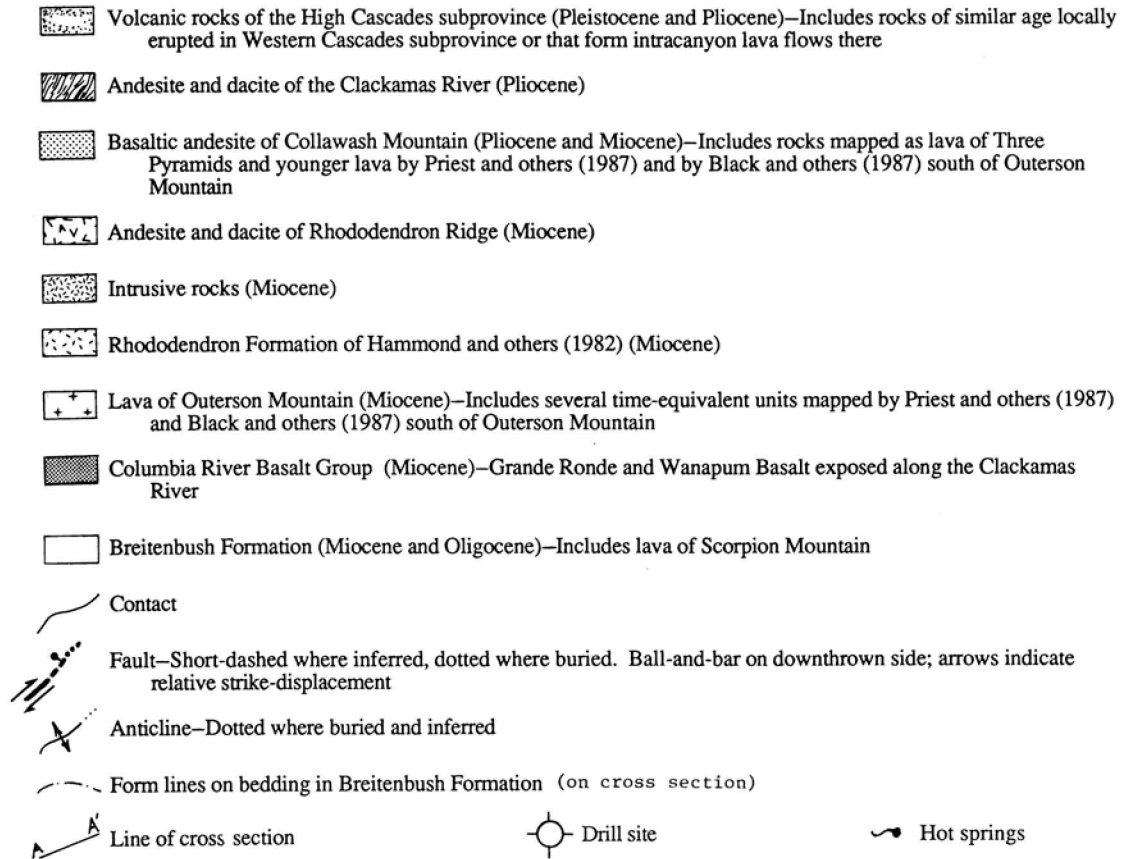 Volcanic rocks of the High Cascades subprovince (Pleistocene and Pliocene)–Includes rocks of similar age locally
erupted in Western Cascades subprovince or that form intracanyon lava flows there
Andesite and dacite of the Clackamas River (Pliocene)
Basaltic andesite of Collawash Mountain (Pliocene and Miocene)–Includes rocks mapped as lava of Three
Pyramids and younger lava by Priest and others (1987) and by Black and others (1987) south of Outerson
Mountain
Andesite and dacite of Rhododendron Ridge (Miocene)
Intrusive rocks (Miocene)
Rhododendron Formation of Hammond and others (1982) (Miocene)
Lava of Outerson Mountain (Miocene)–Includes several time-equivalent units mapped by Priest and others (1987)
and Black and others (1987) south of Outerson Mountain
Columbia River Basalt Group (Miocene)–Grande Ronde and Wanapum Basalt exposed along the Clackamas
River
Breitenbush Formation (Miocene and Oligocene)–Includes lava of Scorpion Mountain
Contact
Fault–Short-dashed where inferred, dotted where buried. Ball-and-bar on downthrown side; arrows indicate
relative strike-displacement
Anticline–Dotted where buried and inferred
Form lines on bedding in Breitenbush Formation (on cross section)
A A' Line of cross section
Drill site
Hot springs